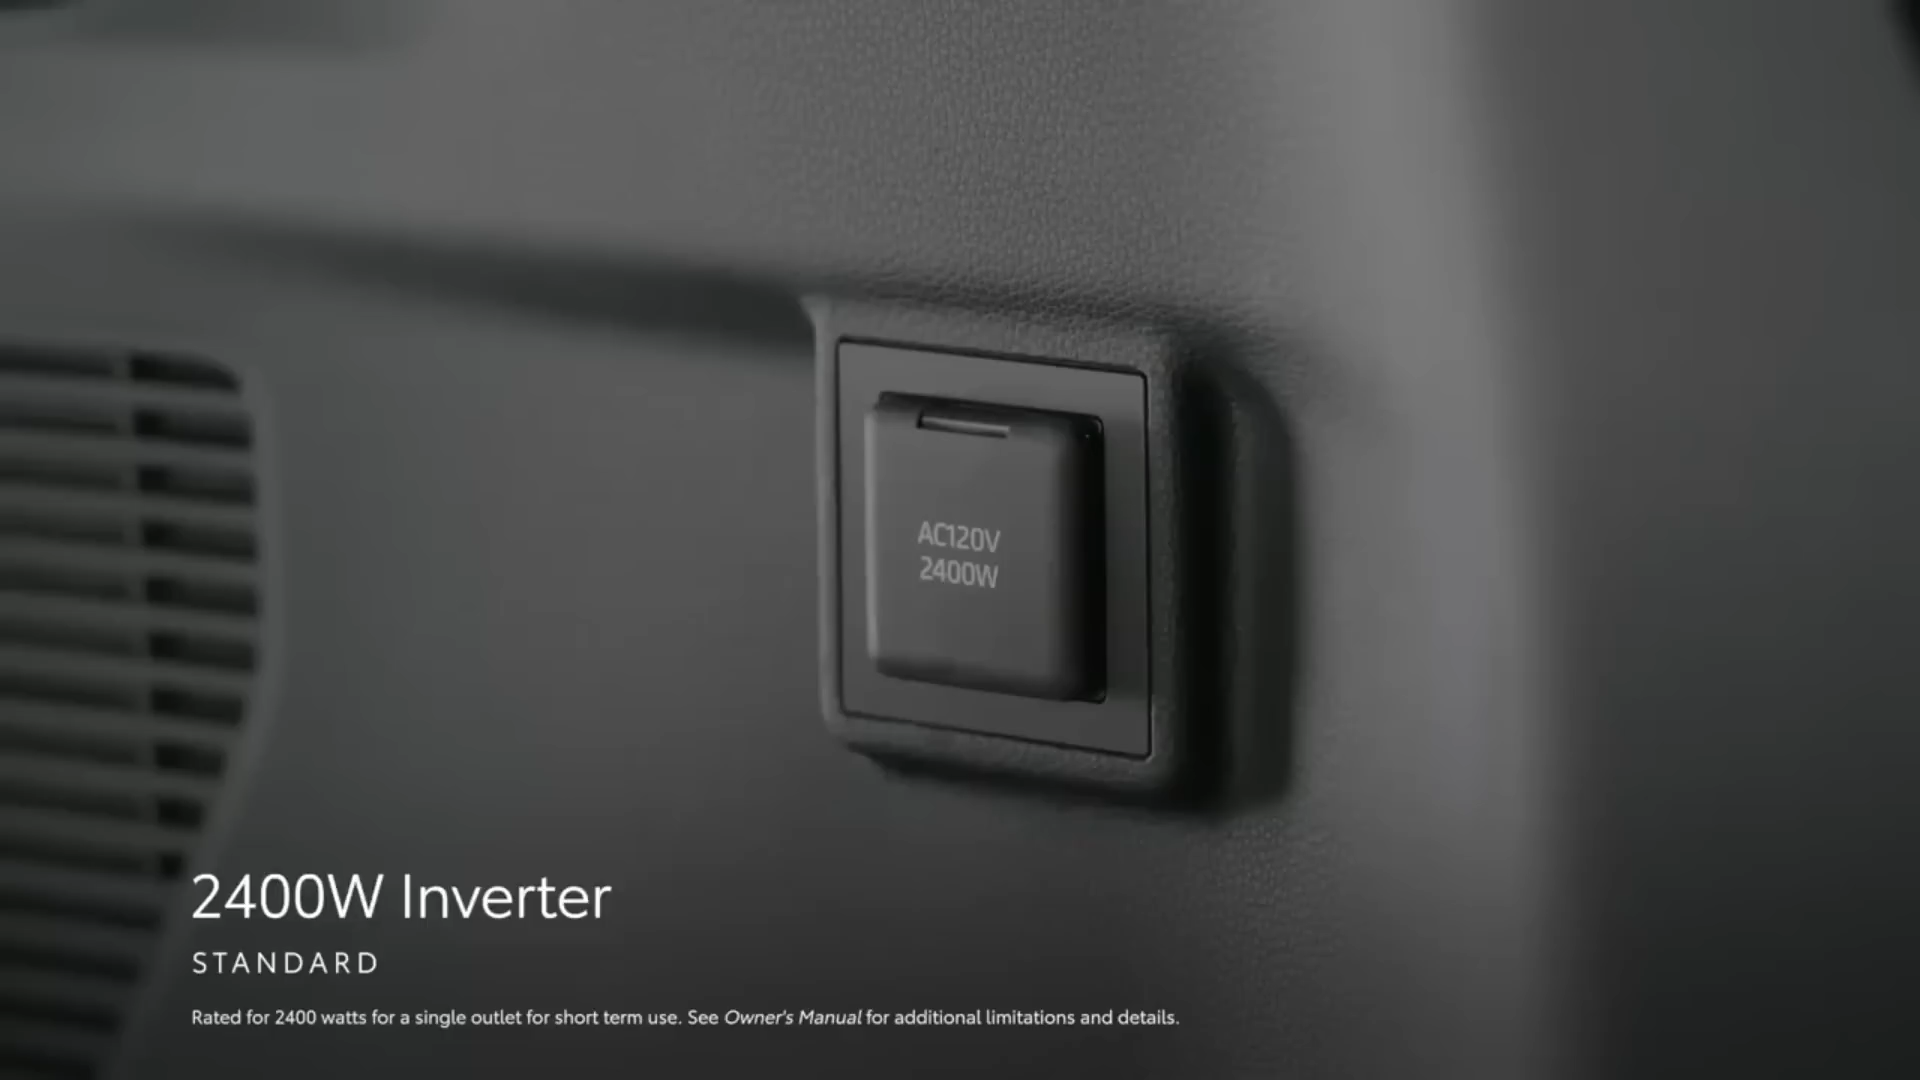 AC120V
2400W
2400W Inverter
STANDARD
Rated for 2400 watts for a single outlet for short term use. See Owner's Manual for additional limitations and details.